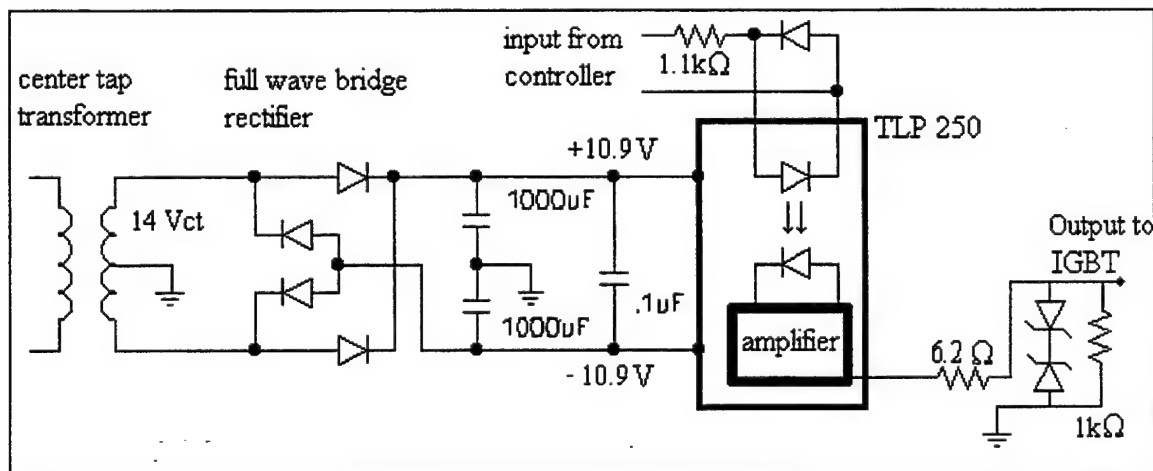 input from
controller
1.1kΩ
center tap
transformer
full wave bridge
rectifier
TLP 250
+10.9 V
1000uF
14 Vct
Output to
IGBT
.1uF
1000uF
amplifier
6.2 Ω
- 10.9 V
1kΩ